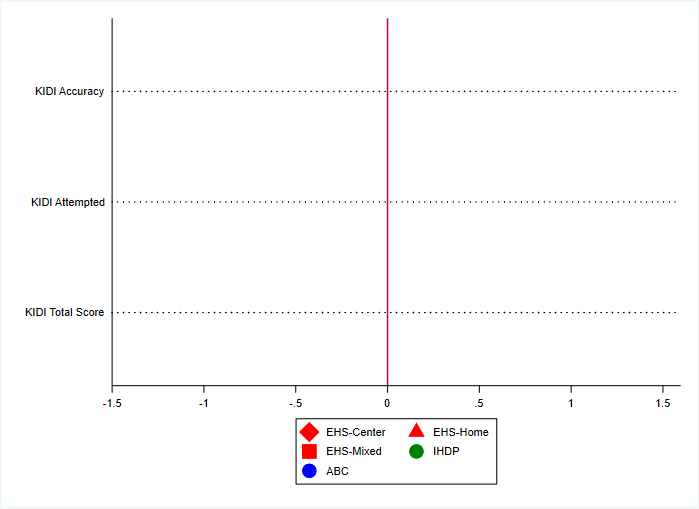 KIDI Accuracy
KIDI Attempted
KIDI Total Score
-1.5 -1 -.5 0 .5 1 1.5
EHS-Center EHS-Home
EHS-Mixed IHDP
ABC